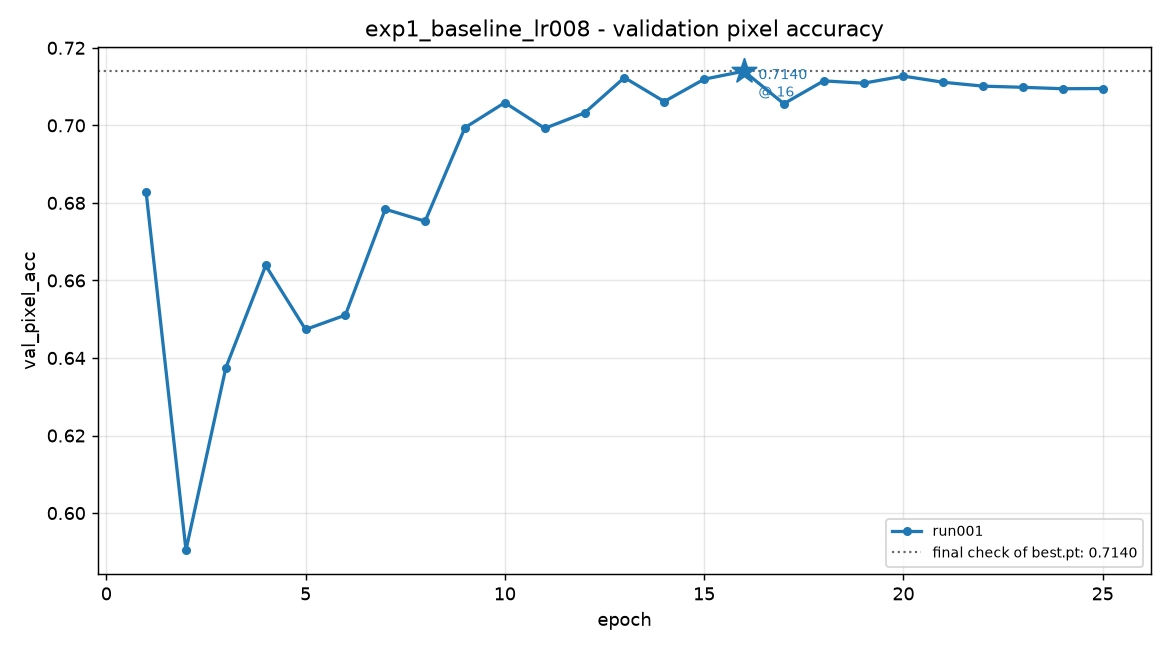 exp1_baseline_lr008 - validation pixel accuracy
val_pixel_acc
0.72
0.70
0.68
0.66
0.64
0.62
0.60
0.7140
@ 16
run001
final check of best.pt: 0.7140
0 5 10 15 20 25
epoch